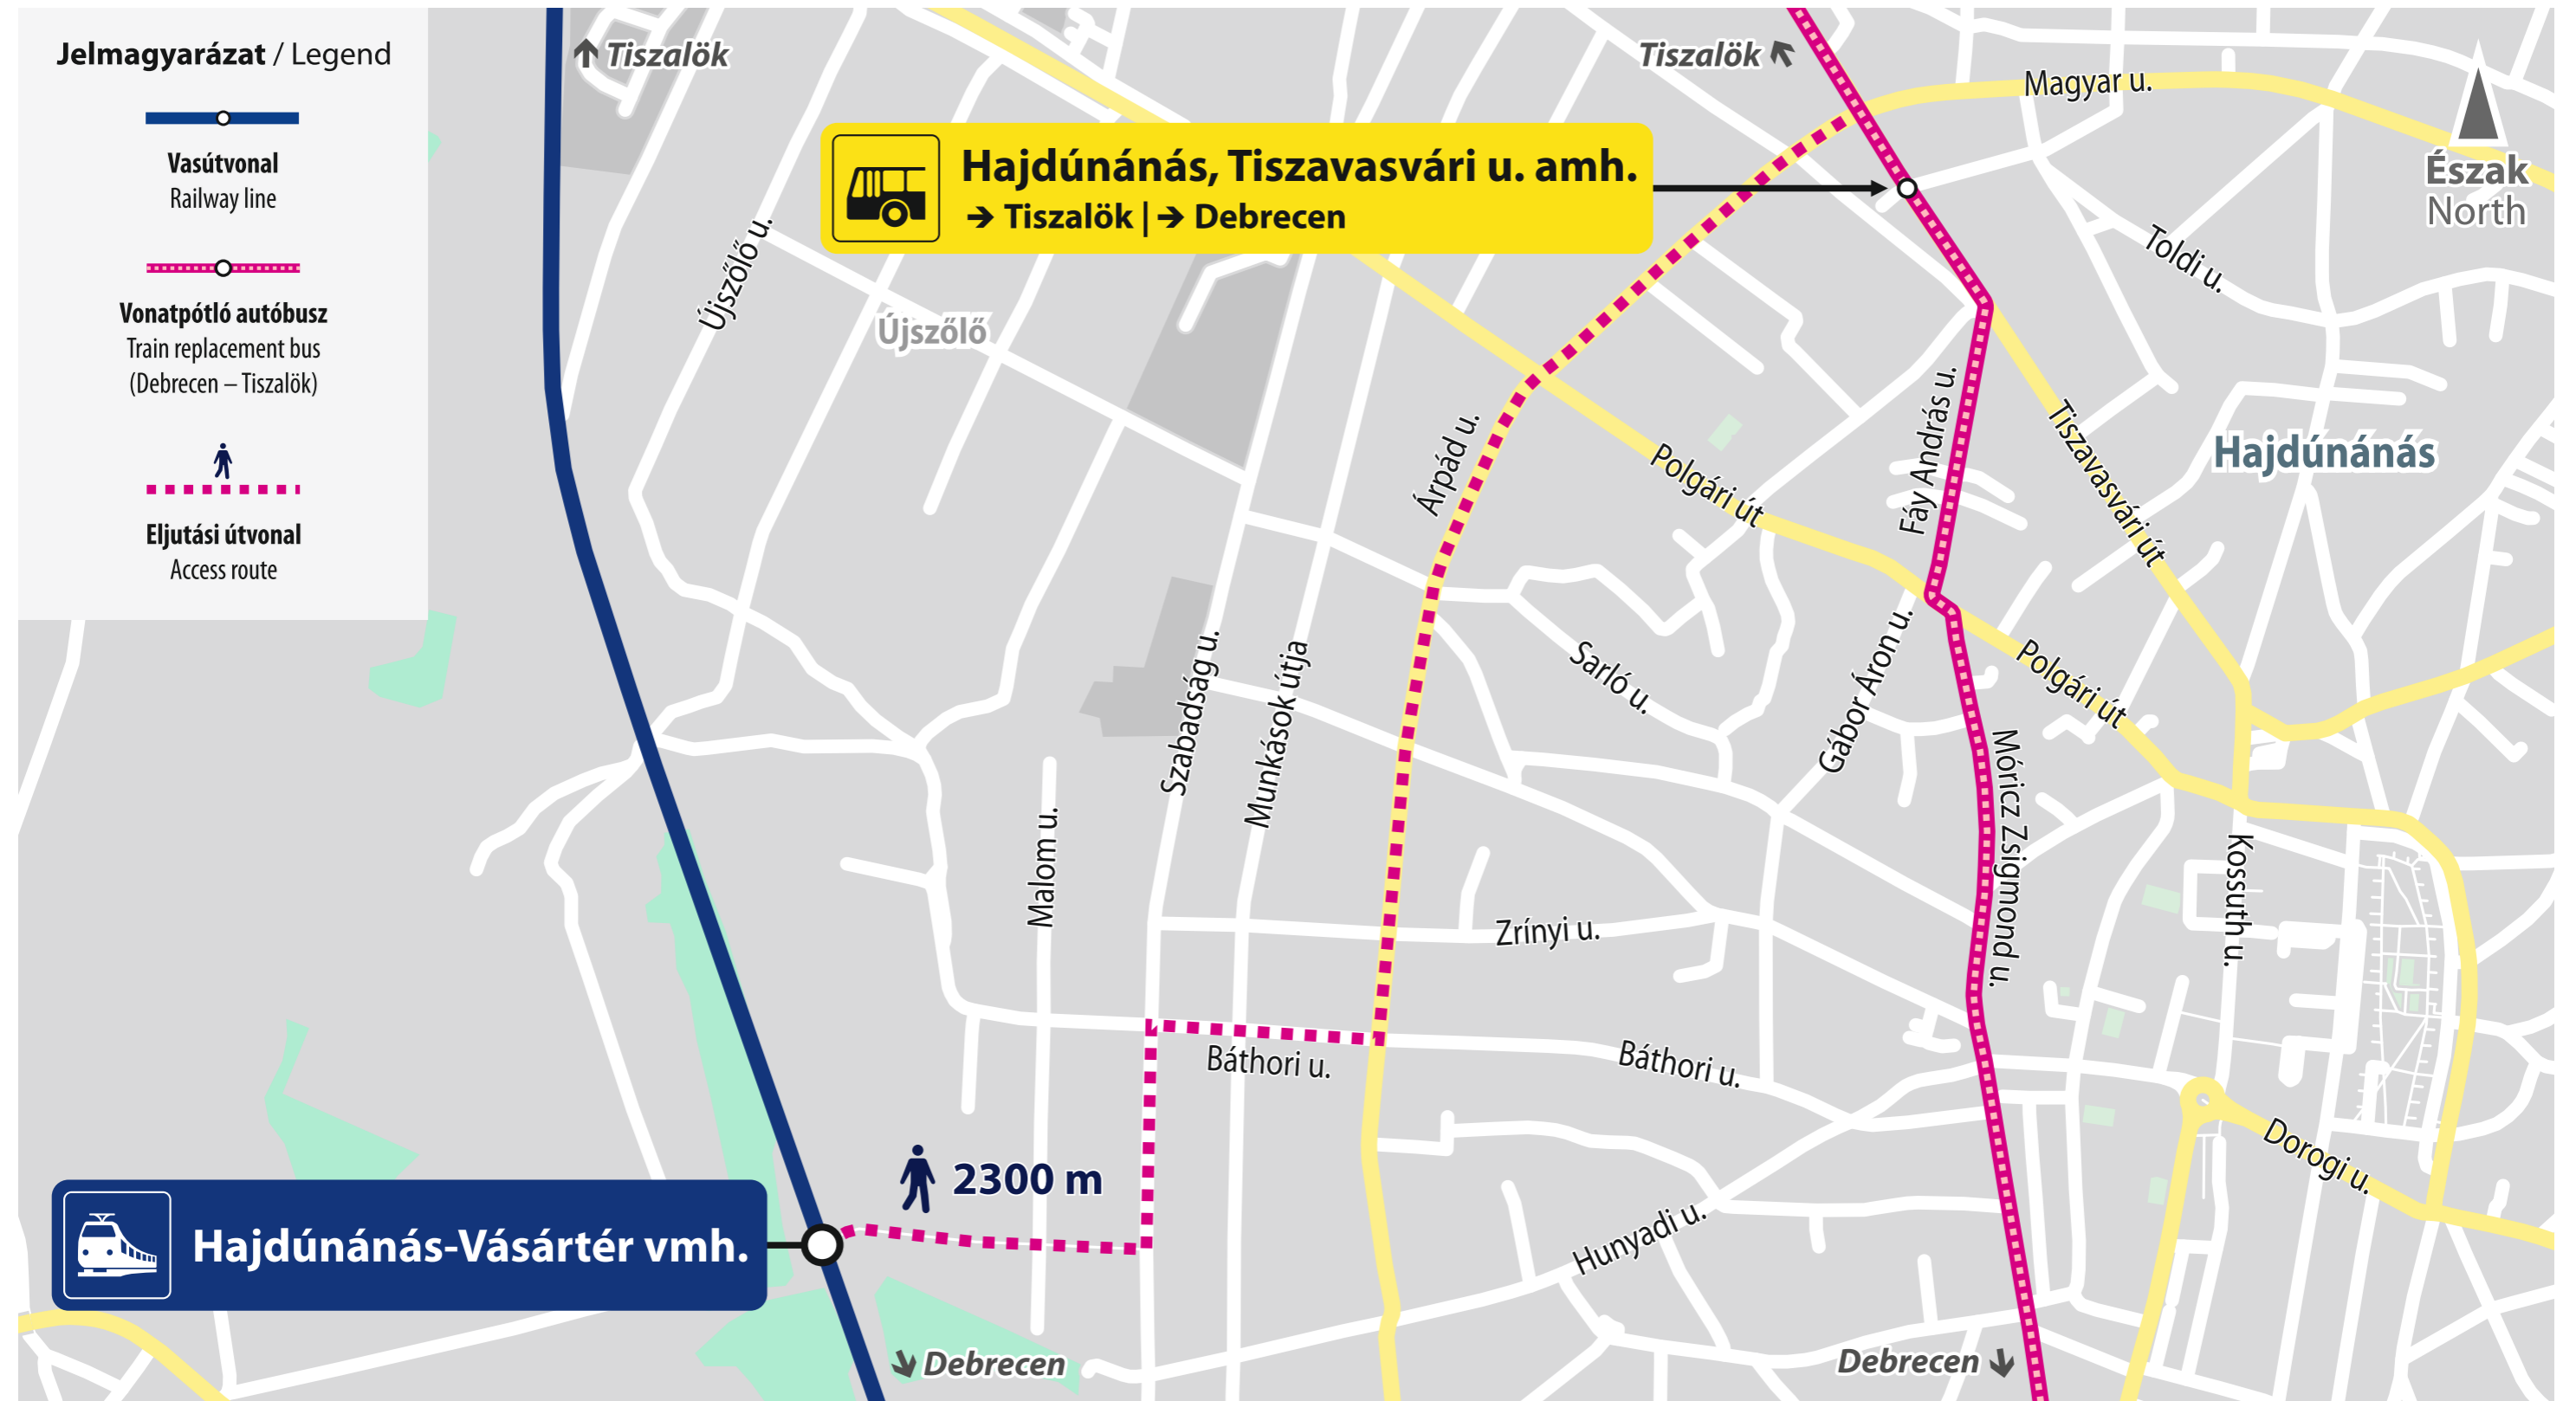 Jelmagyarázat / Legend
Vasútvonal
Railway line
Vonatpótló autóbusz
Train replacement bus
(Debrecen – Tiszalök)
Eljutási útvonal
Access route
↑ Tiszalök
Tiszalök ↖
Magyar u.
Hajdúnánás, Tiszavasvári u. amh.
➔ Tiszalök | ➔ Debrecen
Észak
North
Újszőlő u.
Újszőlő
Toldi u.
Árpád u.
Polgári út
Fáy András u.
Tiszavasvári út
Hajdúnánás
Szabadság u.
Munkások útja
Sarló u.
Gábor Áron u.
Polgári út
Malom u.
Móricz Zsigmond u.
Kossuth u.
Zrínyi u.
Báthori u.
Báthori u.
Dorogi u.
2300 m
Hajdúnánás-Vásártér vmh.
Hunyadi u.
↘ Debrecen
Debrecen ↓